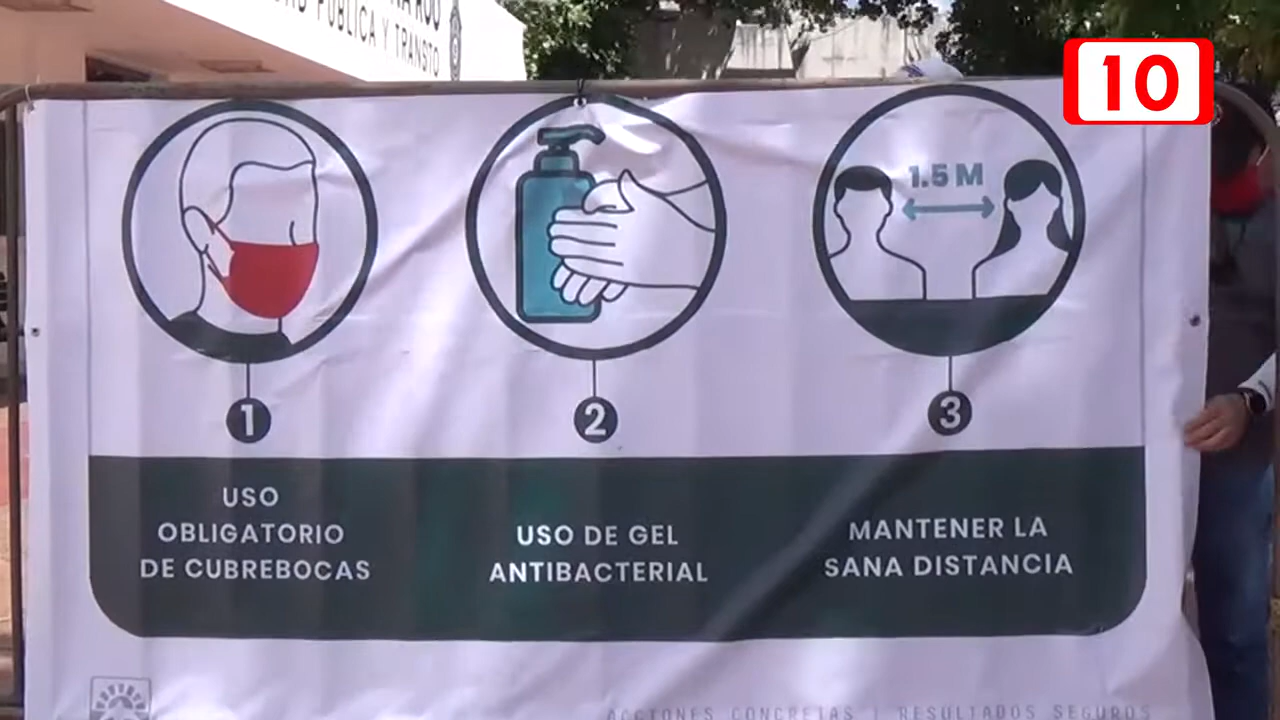 PÚBLICA Y TRÁNSITO
10
1.5 M
1
2
3
USO
OBLIGATORIO
DE CUBREBOCAS
USO DE GEL
ANTIBACTERIAL
MANTENER LA
SANA DISTANCIA
ACCIONES CONCRETAS | RESULTADOS SEGUROS